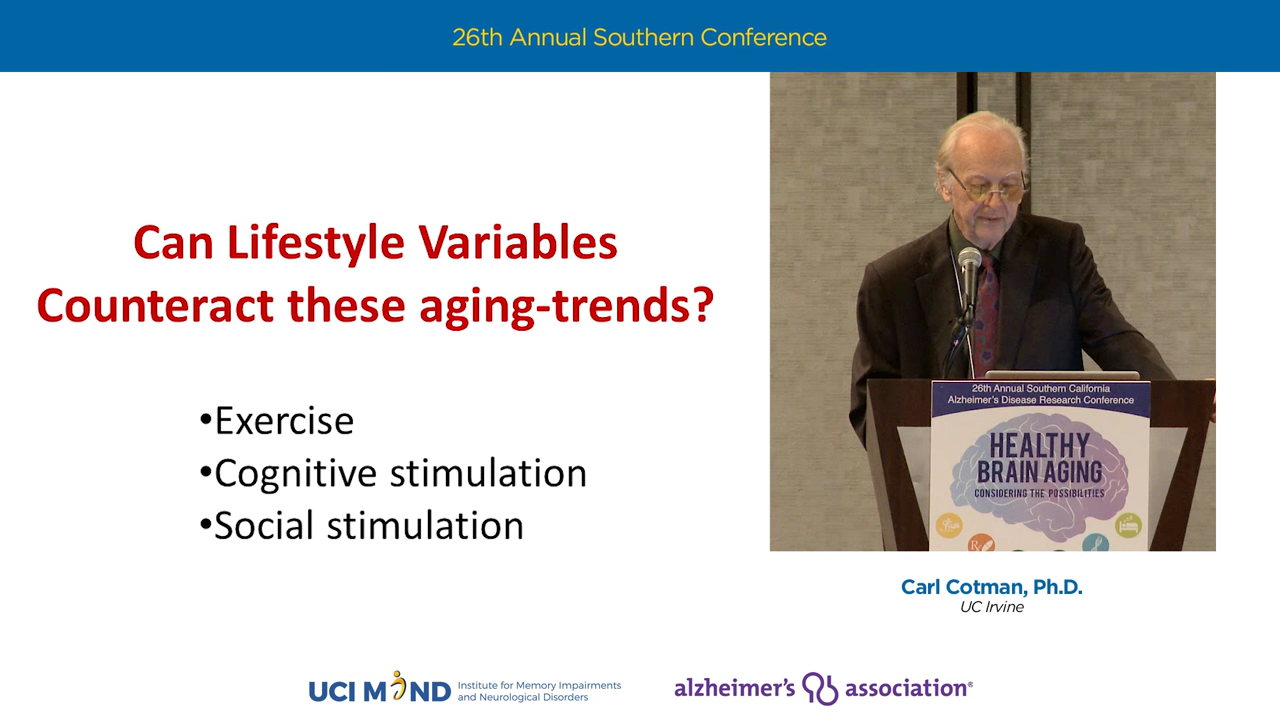 26th Annual Southern Conference
Can Lifestyle Variables
Counteract these aging-trends?
•Exercise
•Cognitive stimulation
•Social stimulation
26th Annual Southern California
Alzheimer's Disease Research Conference
HEALTHY
BRAIN AGING
CONSIDERING THE POSSIBILITIES
Carl Cotman, Ph.D.
UC Irvine
UCI MIND
Institute for Memory Impairments
and Neurological Disorders
alzheimer's association®